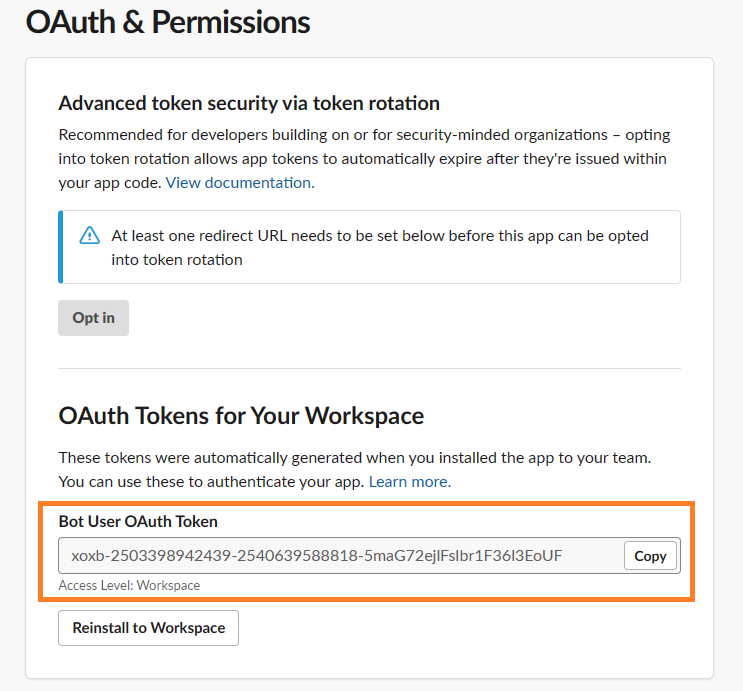 OAuth & Permissions
Advanced token security via token rotation
Recommended for developers building on or for security-minded organizations – opting
into token rotation allows app tokens to automatically expire after they're issued within
your app code. View documentation.
At least one redirect URL needs to be set below before this app can be opted
into token rotation
Opt in
OAuth Tokens for Your Workspace
These tokens were automatically generated when you installed the app to your team.
You can use these to authenticate your app. Learn more.
Bot User OAuth Token
Copy
Access Level: Workspace
Reinstall to Workspace